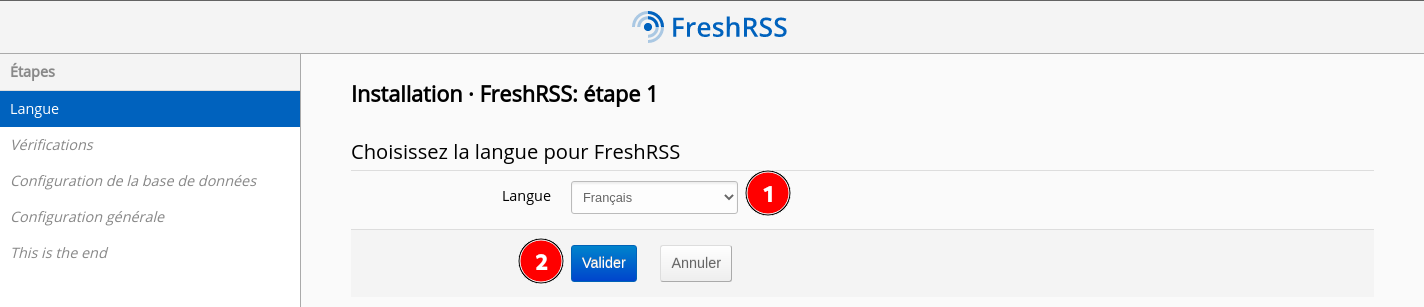 FreshRSS
Étapes
Langue
Vérifications
Configuration de la base de données
Configuration générale
This is the end
Installation · FreshRSS: étape 1
Choisissez la langue pour FreshRSS
Langue Français 1
2 Valider Annuler